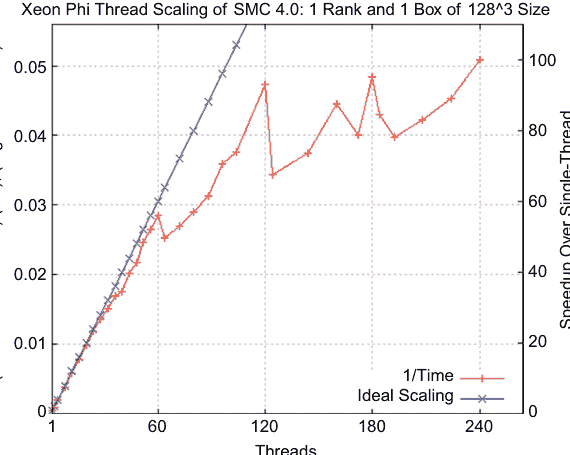 Xeon Phi Thread Scaling of SMC 4.0: 1 Rank and 1 Box of 128^3 Size
0.05
0.04
0.03
0.02
0.01
0
100
80
60
40
20
0
Speedup Over Single-Thread
1/Time
Ideal Scaling
1 60 120 180 240
Threads